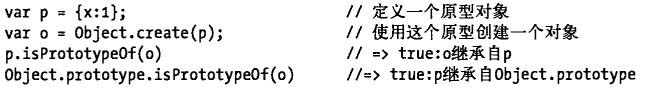 var p = {x:1}; // 定义一个原型对象
var o = Object.create(p); // 使用这个原型创建一个对象
p.isPrototypeOf(o) // => true:o继承自p
Object.prototype.isPrototypeOf(o) //=> true:p继承自Object.prototype